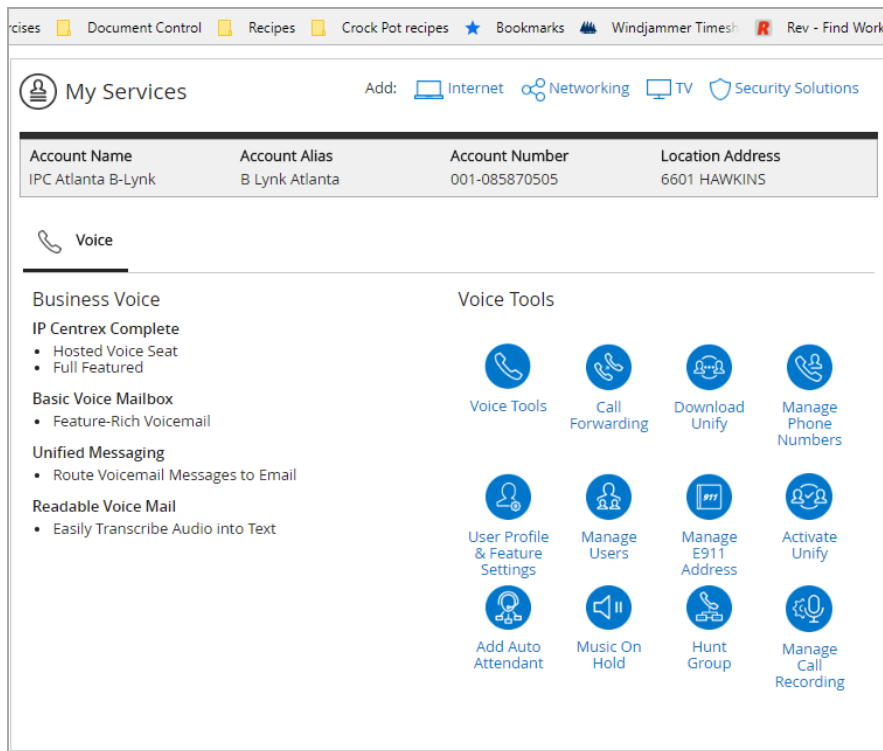 rcises Document Control Recipes Crock Pot recipes Bookmarks Windjammer Timesh Rev - Find Work
My Services Add: Internet Networking TV Security Solutions
Account Name Account Alias Account Number Location Address
IPC Atlanta B-Lynk B Lynk Atlanta 001-085870505 6601 HAWKINS
Voice
Business Voice
IP Centrex Complete
• Hosted Voice Seat
• Full Featured
Basic Voice Mailbox
• Feature-Rich Voicemail
Unified Messaging
• Route Voicemail Messages to Email
Readable Voice Mail
• Easily Transcribe Audio into Text
Voice Tools
Voice Tools
Call
Forwarding
Download
Unify
Manage
Phone
Numbers
User Profile
& Feature
Settings
Manage
Users
911
Manage
E911
Address
Activate
Unify
Add Auto
Attendant
Music On
Hold
Hunt
Group
Manage
Call
Recording